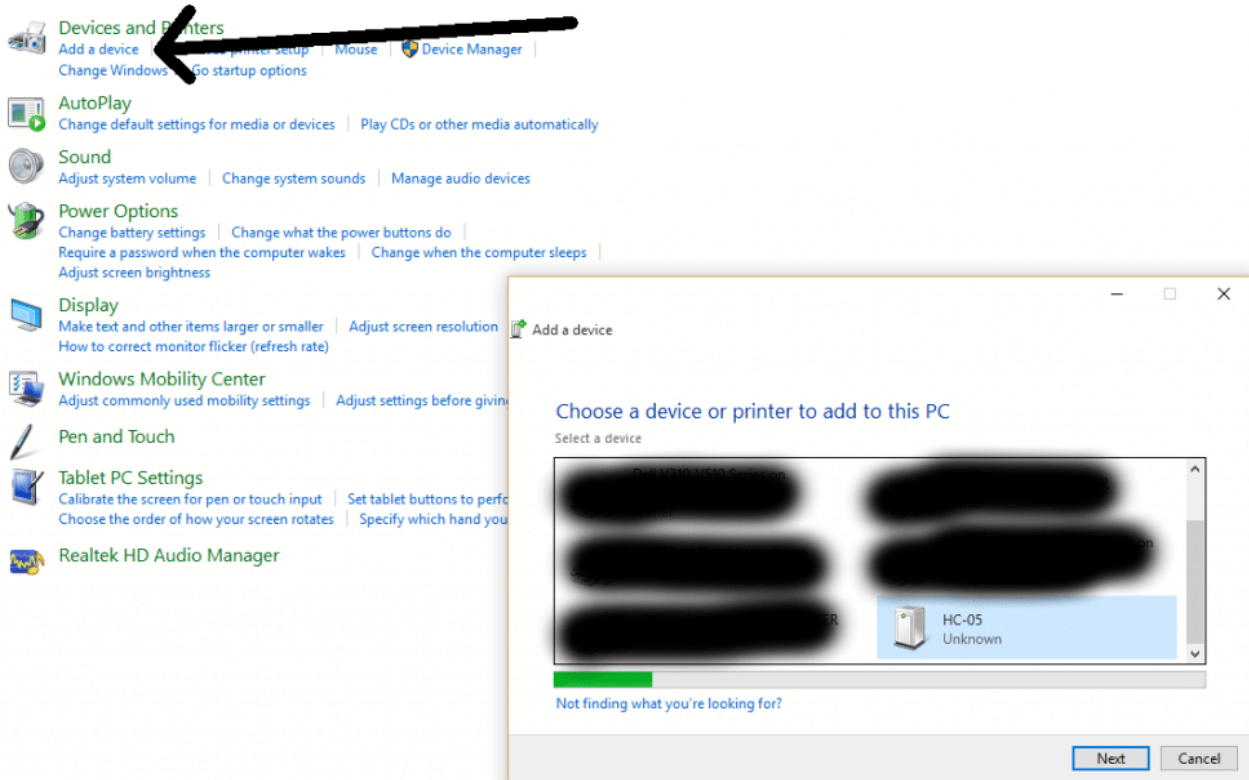 Devices and Printers
Add a device printer setup Mouse Device Manager
Change Windows Go startup options
AutoPlay
Change default settings for media or devices Play CDs or other media automatically
Sound
Adjust system volume Change system sounds Manage audio devices
Power Options
Change battery settings Change what the power buttons do
Require a password when the computer wakes Change when the computer sleeps
Adjust screen brightness
Display
Make text and other items larger or smaller Adjust screen resolution
How to correct monitor flicker (refresh rate)
Windows Mobility Center
Adjust commonly used mobility settings Adjust settings before giving
Pen and Touch
Tablet PC Settings
Calibrate the screen for pen or touch input Set tablet buttons to perfo
Choose the order of how your screen rotates Specify which hand you
Realtek HD Audio Manager
Add a device
Choose a device or printer to add to this PC
Select a device
HC-05
Unknown
Not finding what you're looking for?
Next Cancel